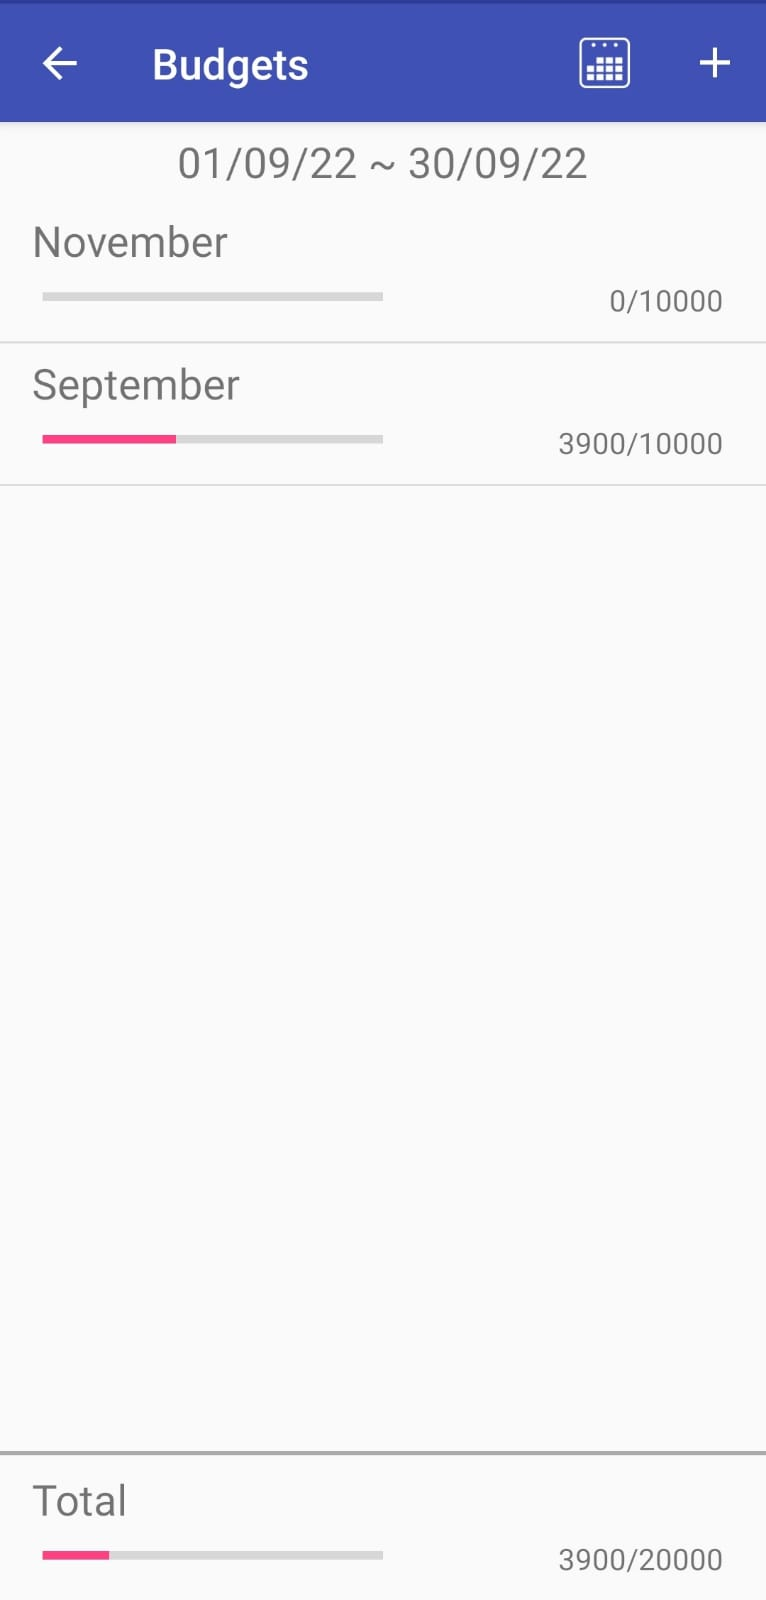 Budgets
01/09/22 ~ 30/09/22
November
0/10000
September
3900/10000
Total
3900/20000